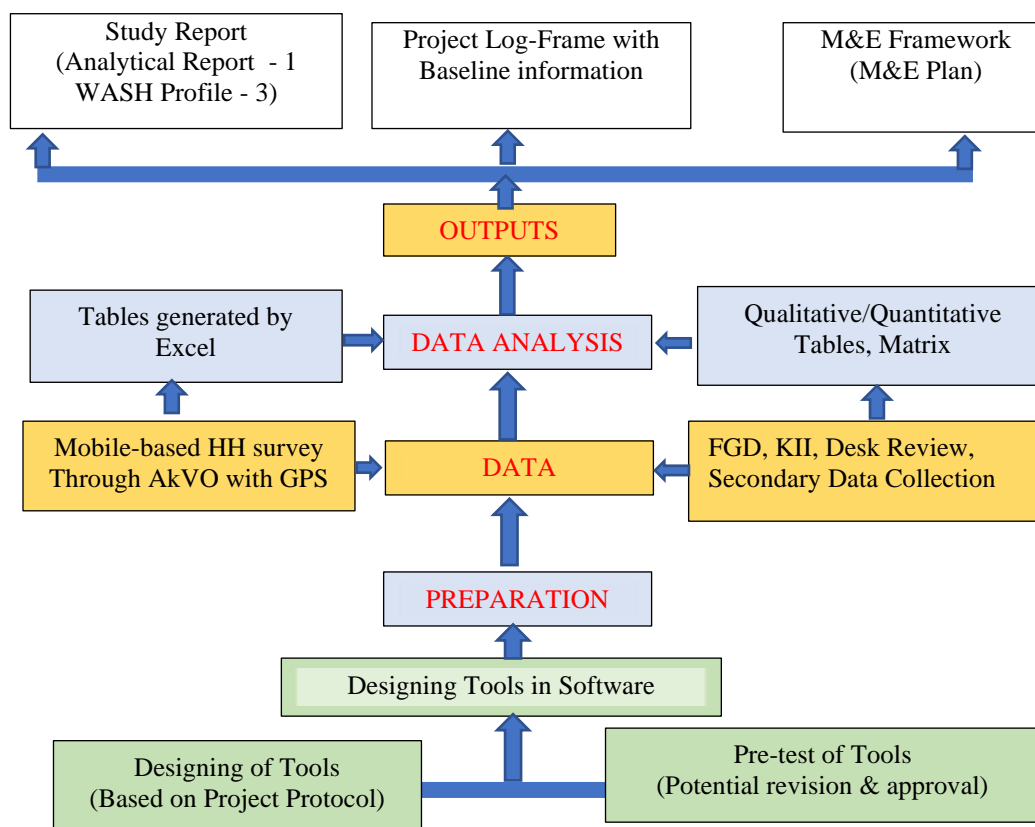 Study Report
(Analytical Report - 1
WASH Profile - 3)
Project Log-Frame with
Baseline information
M&E Framework
(M&E Plan)
OUTPUTS
Tables generated by
Excel
DATA ANALYSIS
Qualitative/Quantitative
Tables, Matrix
Mobile-based HH survey
Through AkVO with GPS
DATA
FGD, KII, Desk Review,
Secondary Data Collection
PREPARATION
Designing Tools in Software
Designing of Tools
(Based on Project Protocol)
Pre-test of Tools
(Potential revision & approval)